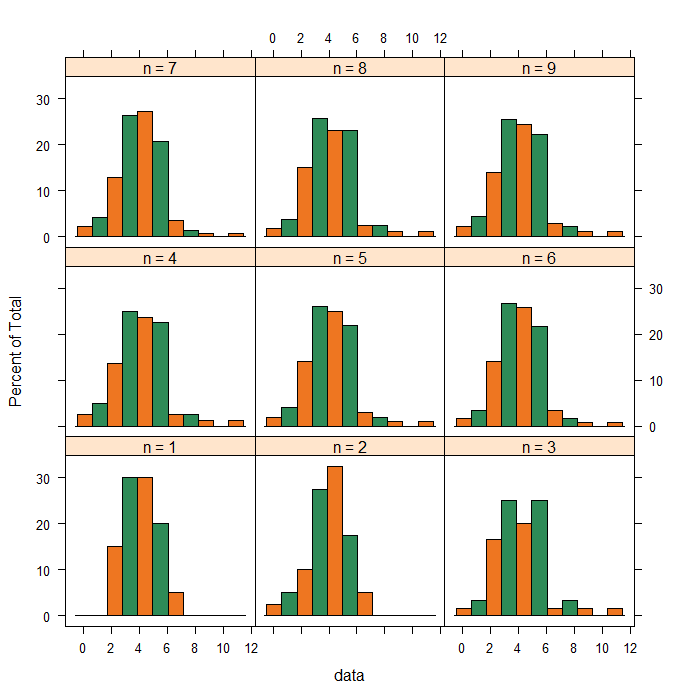 0 2 4 6 8 10 12
n = 7 n = 8 n = 9
30
20
10
0
n = 4 n = 5 n = 6
30
20
10
0
n = 1 n = 2 n = 3
30
20
10
0
0 2 4 6 8 10 12 0 2 4 6 8 10 12
data
Percent of Total